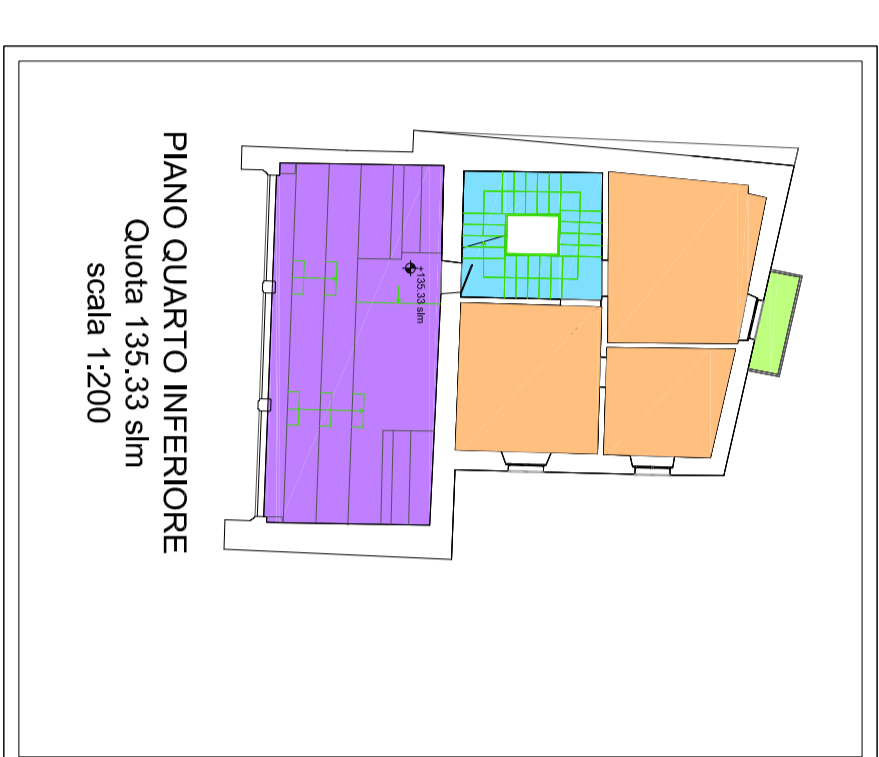 PIANO QUARTO INFERIORE
Quota 135.33 slm
scala 1:200
+135.33 slm